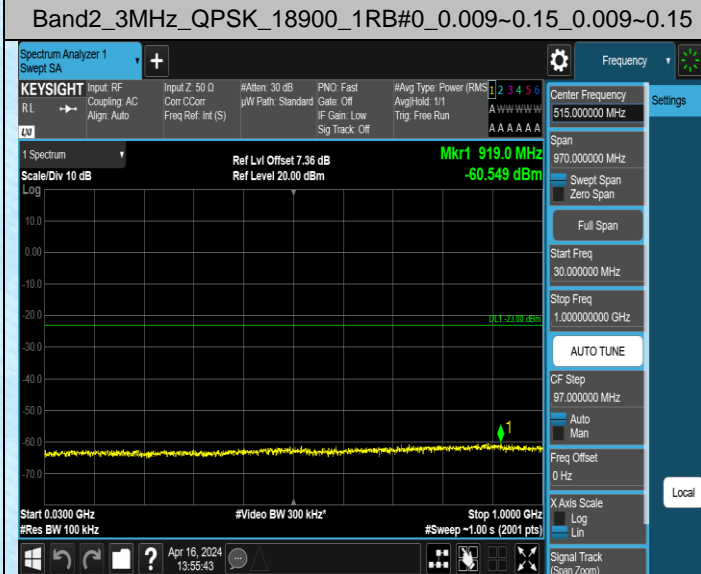 Band2_3MHz_QPSK_18900_1RB#0_0.009~0.15_0.009~0.15
Spectrum Analyzer 1
Swept SA
Frequency
KEYSIGHT
RL
LXI
Input: RF
Coupling: AC
Align: Auto
Input Z: 50 Ω
Corr CCorr
Freq Ref: Int (S)
#Atten: 30 dB
µW Path: Standard
PNO: Fast
Gate: Off
IF Gain: Low
Sig Track: Off
#Avg Type: Power (RMS
Avg|Hold: 1/1
Trig: Free Run
1 2 3 4 5 6
A W W W W W
A A A A A A
1 Spectrum
Scale/Div 10 dB
Log
Ref Lvl Offset 7.36 dB
Ref Level 20.00 dBm
Mkr1 919.0 MHz
-60.549 dBm
10.0
0.00
-10.0
-20.0
DL1 -23.00 dBm
-30.0
-40.0
-50.0
1
-60.0
-70.0
Start 0.0300 GHz
#Res BW 100 kHz
#Video BW 300 kHz*
Stop 1.0000 GHz
#Sweep ~1.00 s (2001 pts)
?
Apr 16, 2024
13:55:43
Center Frequency
515.000000 MHz
Span
970.000000 MHz
Swept Span
Zero Span
Full Span
Start Freq
30.000000 MHz
Stop Freq
1.000000000 GHz
AUTO TUNE
CF Step
97.000000 MHz
Auto
Man
Freq Offset
0 Hz
X Axis Scale
Log
Lin
Signal Track
(Span Zoom)
Settings
Local